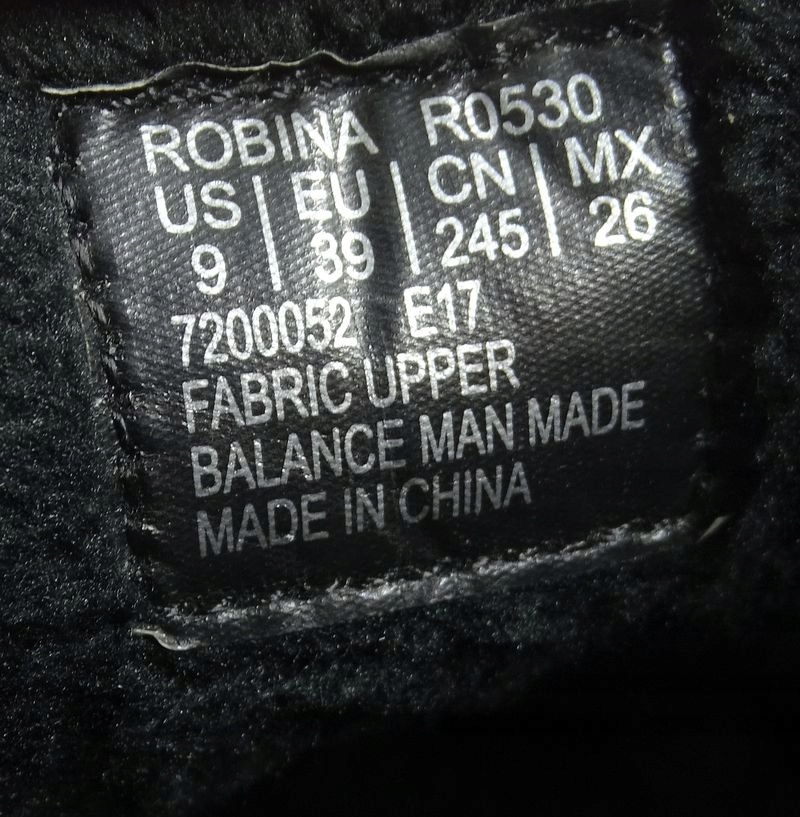 ROBINA R0530
US | EU | CN | MX
9 | 39 | 245 | 26
7200052 E17
FABRIC UPPER
BALANCE MAN MADE
MADE IN CHINA